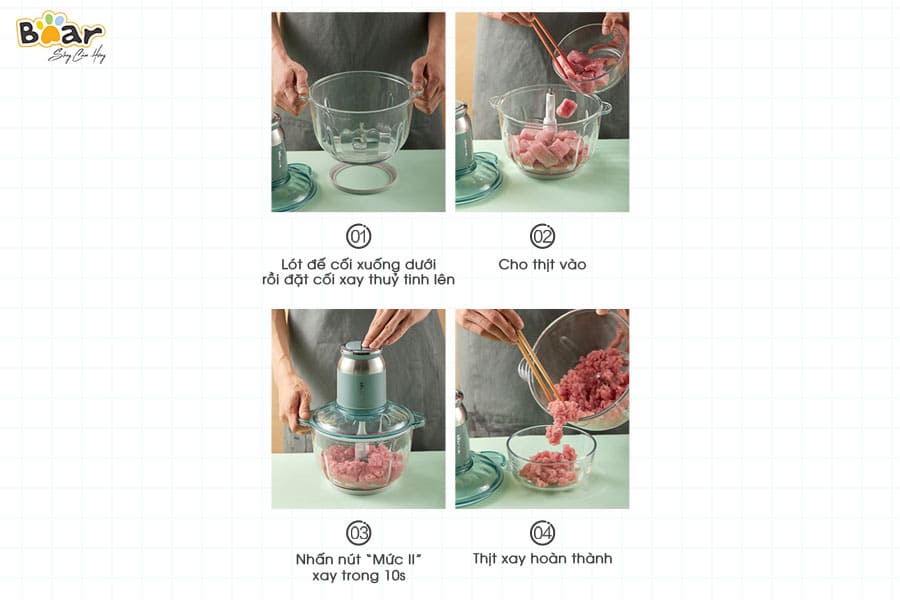 Bear
Sống Cảm Hứng
01
Lót đế cối xuống dưới
rồi đặt cối xay thuỷ tinh lên
02
Cho thịt vào
03
Nhấn nút “Mức II”
xay trong 10s
04
Thịt xay hoàn thành